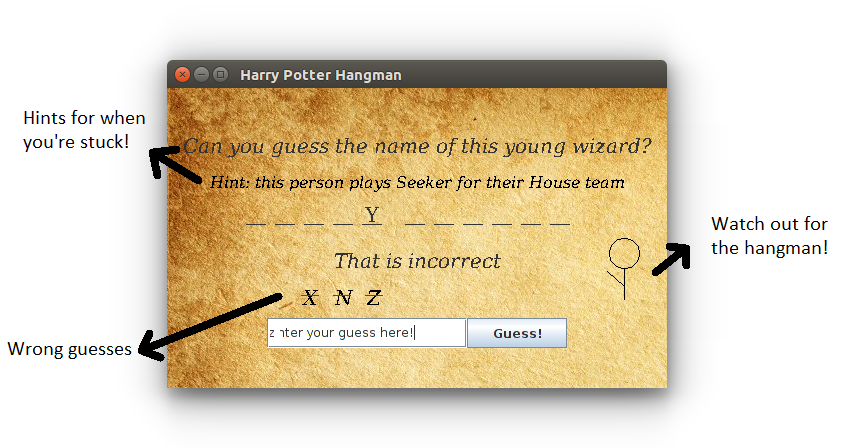 Harry Potter Hangman
Hints for when
you're stuck!
Can you guess the name of this young wizard?
Hint: this person plays Seeker for their House team
_ _ _ _ Y _ _ _ _ _ _
Watch out for
the hangman!
That is incorrect
X N Z
z nter your guess here!
Guess!
Wrong guesses